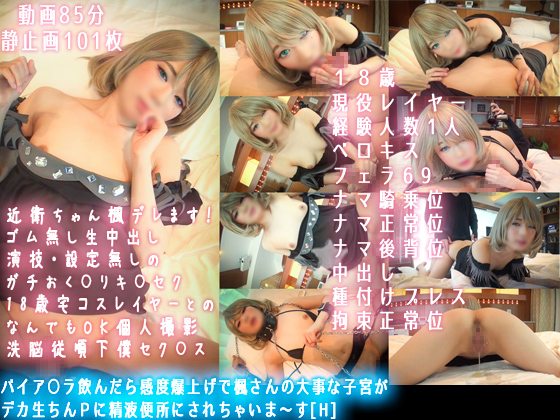 動画85分
静止画101枚
18歳
現役レイヤー
経験人数1人
ベロキス
フェラ69
ナマ騎乗位
ナマ正常位
ナマ後背位
中出し
種付けプレス
拘束正常位
近衛ちゃん楓デレます!
ゴム無し生中出し
演技・設定無しの
ガチおく〇リキ〇セク
18歳宅コスレイヤーとの
なんでもOK個人撮影
洗脳従順下僕セク〇ス
バイア〇ラ飲んだら感度爆上げで楓さんの大事な子宮が
デカ生ちんPに精液便所にされちゃいま～す[H]